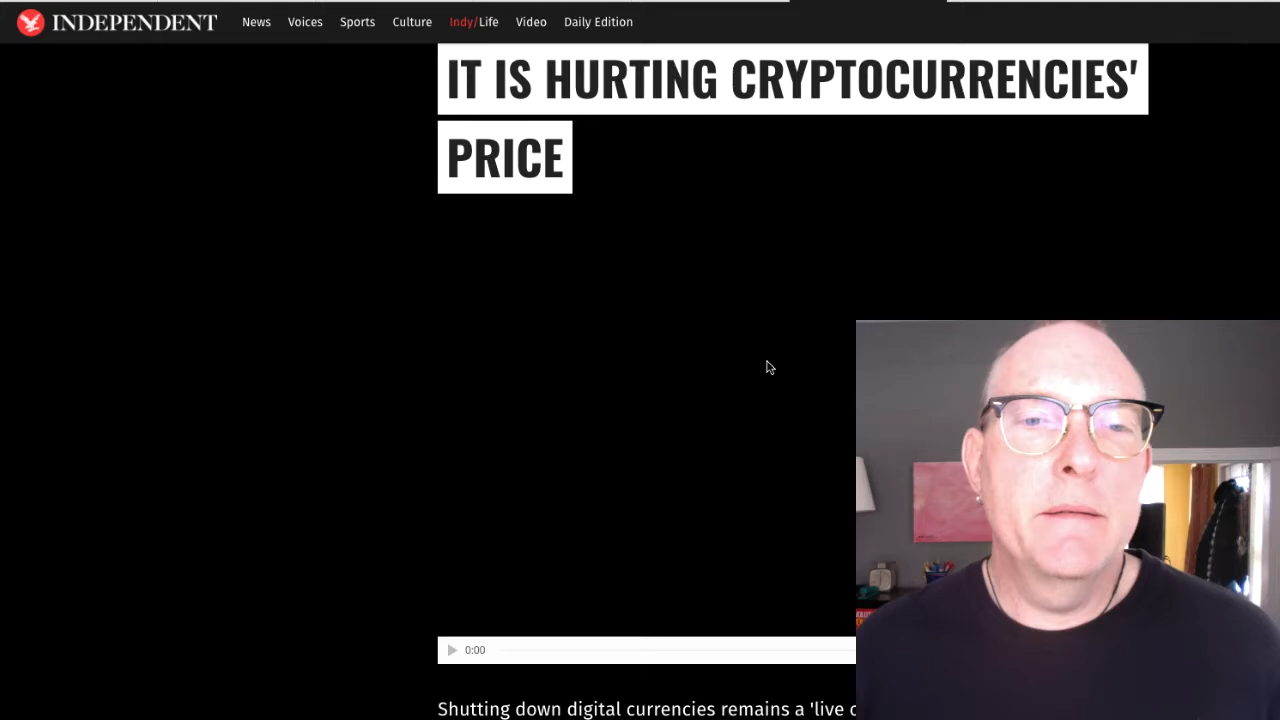 INDEPENDENT News Voices Sports Culture Indy/Life Video Daily Edition
IT IS HURTING CRYPTOCURRENCIES'
PRICE
0:00
Shutting down digital currencies remains a 'live